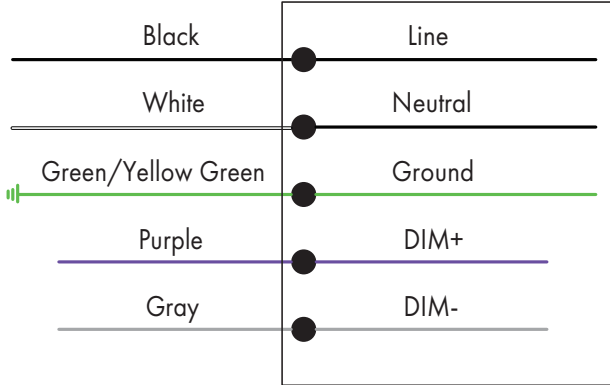 Black Line
White Neutral
Green/Yellow Green Ground
Purple DIM+
Gray DIM-